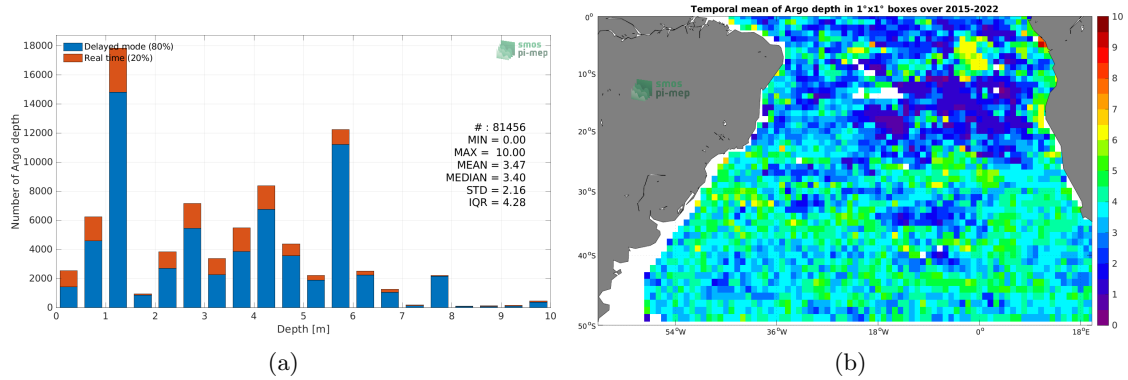 Temporal mean of Argo depth in 1°x1° boxes over 2015-2022
Delayed mode (80%)
Real time (20%)
smos
pi-mep
# : 81456
MIN = 0.00
MAX = 10.00
MEAN = 3.47
MEDIAN = 3.40
STD = 2.16
IQR = 4.28
18000
16000
14000
12000
10000
8000
6000
4000
2000
0
Number of Argo depth
0 1 2 3 4 5 6 7 8 9 10
Depth [m]
(a)
smos
pi-mep
0°
10°S
20°S
30°S
40°S
50°S
54°W 36°W 18°W 0° 18°E
10
9
8
7
6
5
4
3
2
1
0
(b)